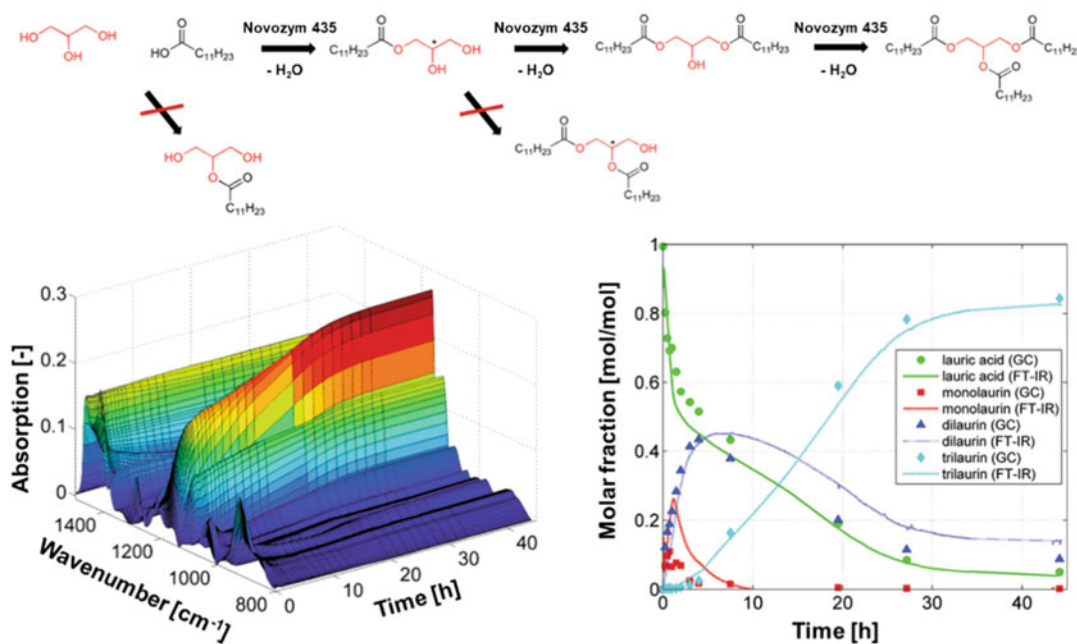 Novozym 435
Novozym 435
Novozym 435
HO
OH
OH
O
HO
C₁₁H₂₃
- H₂O
O
C₁₁H₂₃
O
*
OH
OH
- H₂O
O
C₁₁H₂₃
O
OH
O
O
C₁₁H₂₃
- H₂O
O
C₁₁H₂₃
O
O
O
C₁₁H₂₃
O
O
C₁₁H₂₃
HO
OH
O
O
C₁₁H₂₃
O
C₁₁H₂₃
O
*
OH
O
O
C₁₁H₂₃
Absorption [-]
0.3
0.2
0.1
0
1400
1200
1000
800
Wavenumber [cm⁻¹]
0
10
20
30
40
Time [h]
Molar fraction [mol/mol]
1
0.8
0.6
0.4
0.2
0
0
10
20
30
40
Time [h]
lauric acid (GC)
lauric acid (FT-IR)
monolaurin (GC)
monolaurin (FT-IR)
dilaurin (GC)
dilaurin (FT-IR)
trilaurin (GC)
trilaurin (FT-IR)